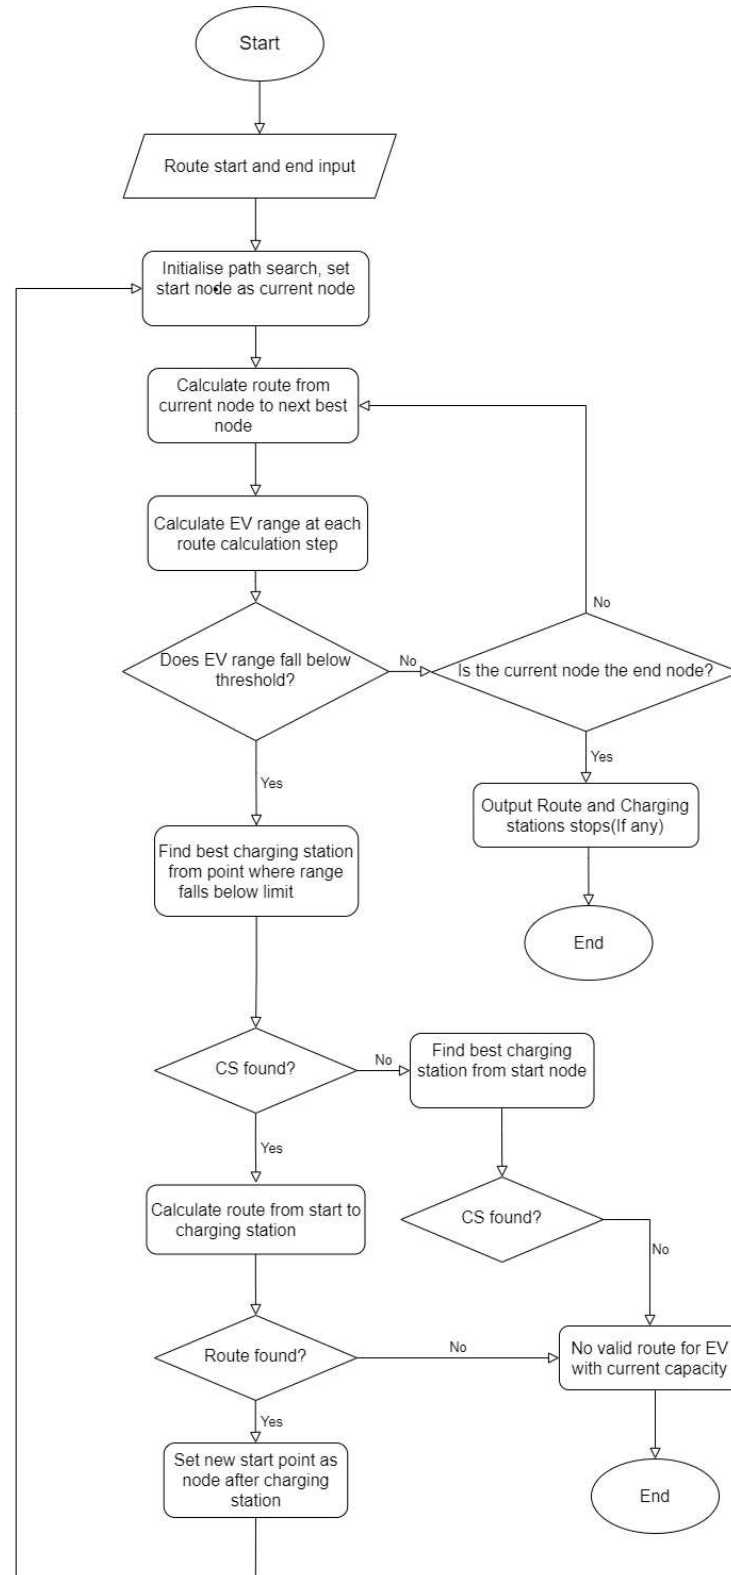 Start
Route start and end input
Initialise path search, set
start node as current node
Calculate route from
current node to next best
node
Calculate EV range at each
route calculation step
No
Does EV range fall below
threshold?
No
Is the current node the end node?
Yes
Yes
Output Route and Charging
stations stops(If any)
Find best charging station
from point where range
falls below limit
End
CS found?
No
Find best charging
station from start node
Yes
Calculate route from start to
charging station
CS found?
No
Route found?
No
No valid route for EV
with current capacity
Yes
Set new start point as
node after charging
station
End